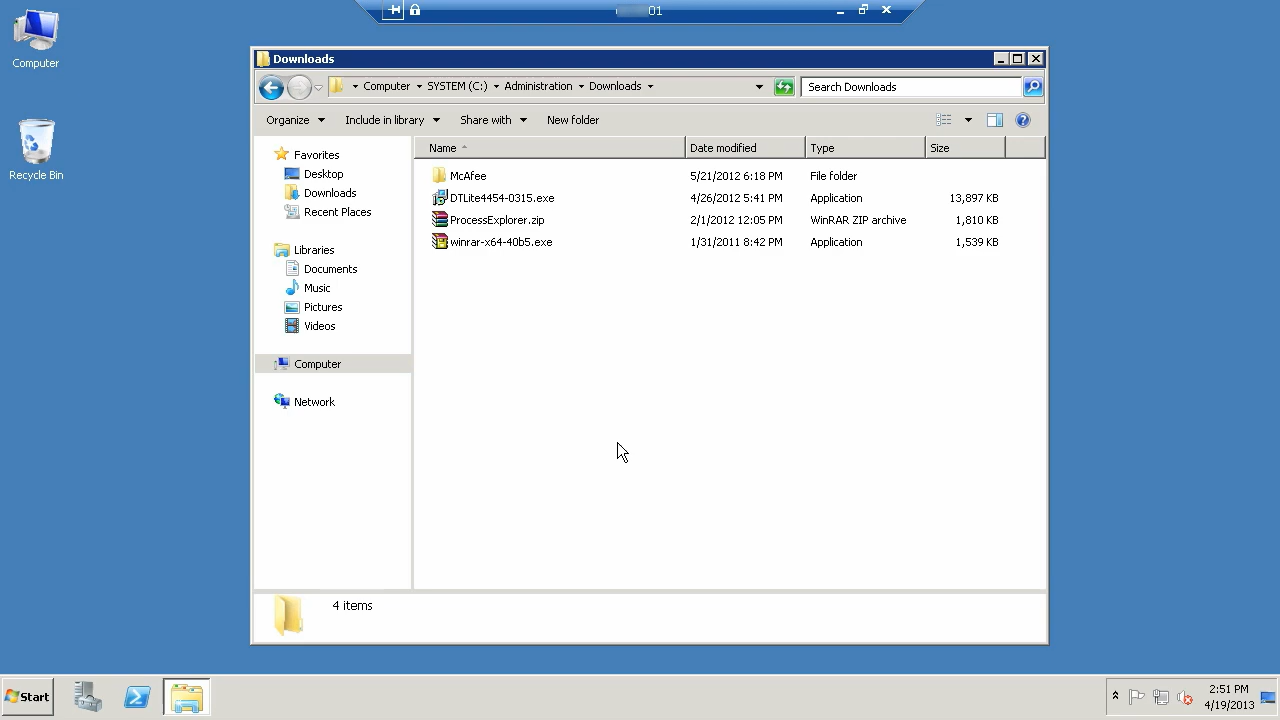 01
Computer
Recycle Bin
Downloads
Computer SYSTEM (C:) Administration Downloads
Search Downloads
Organize Include in library Share with New folder
Name Date modified Type Size
Favorites
Desktop
Downloads
Recent Places
Libraries
Documents
Music
Pictures
Videos
Computer
Network
McAfee 5/21/2012 6:18 PM File folder
DTLite4454-0315.exe 4/26/2012 5:41 PM Application 13,897 KB
ProcessExplorer.zip 2/1/2012 12:05 PM WinRAR ZIP archive 1,810 KB
winrar-x64-40b5.exe 1/31/2011 8:42 PM Application 1,539 KB
4 items
Start
2:51 PM
4/19/2013